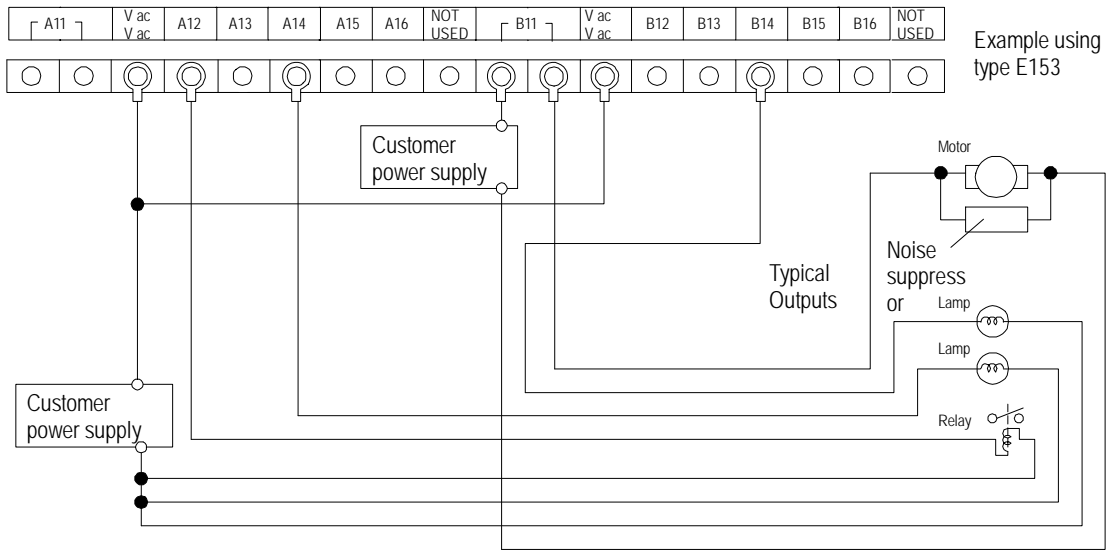 A11 V ac A12 A13 A14 A15 A16 NOT B11 V ac B12 B13 B14 B15 B16 NOT
V ac USED V ac USED
Example using
type E153
Customer
power supply
Motor
Noise
suppress
or
Typical
Outputs
Lamp
Lamp
Customer
power supply
Relay